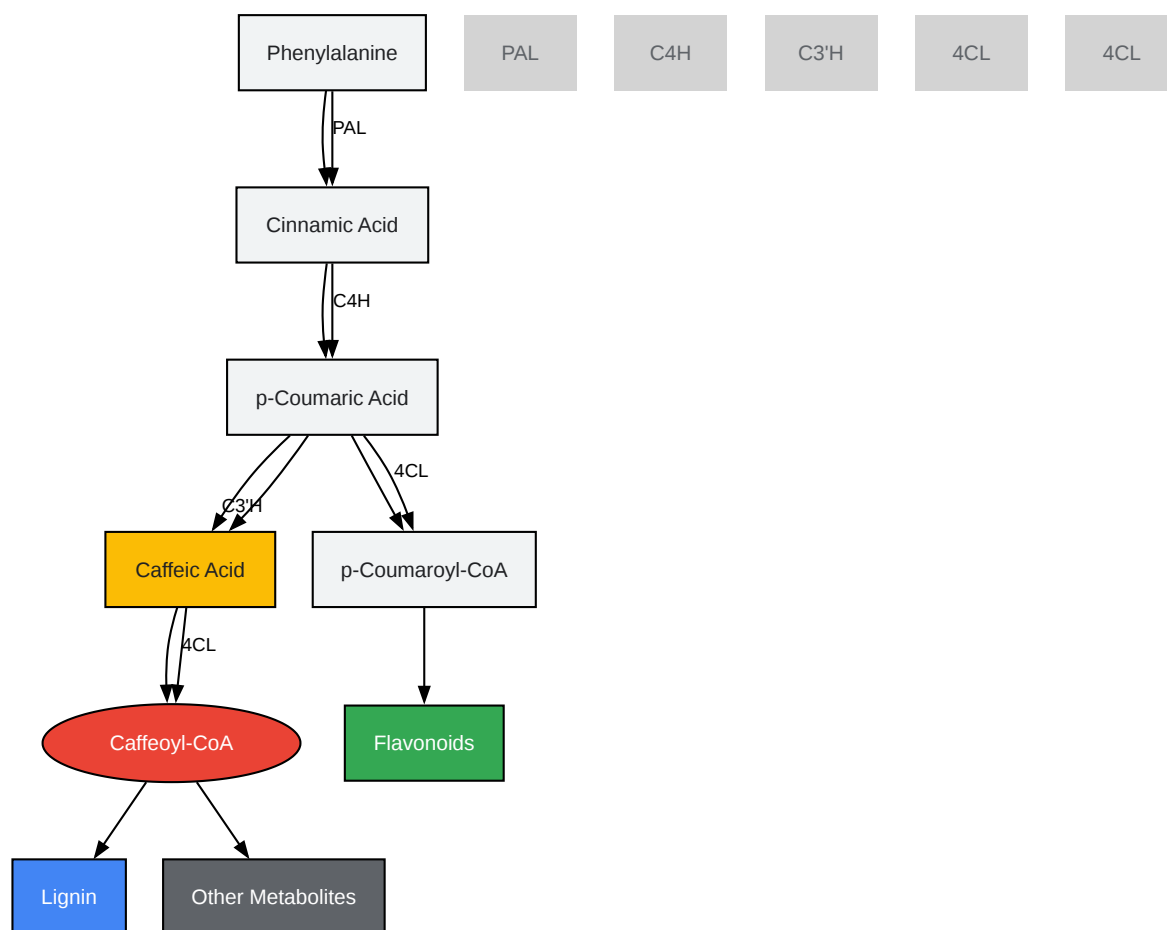 Phenylalanine
PAL
C4H
C3'H
4CL
4CL
PAL
Cinnamic Acid
C4H
p-Coumaric Acid
4CL
C3'H
Caffeic Acid
p-Coumaroyl-CoA
4CL
Caffeoyl-CoA
Flavonoids
Lignin
Other Metabolites